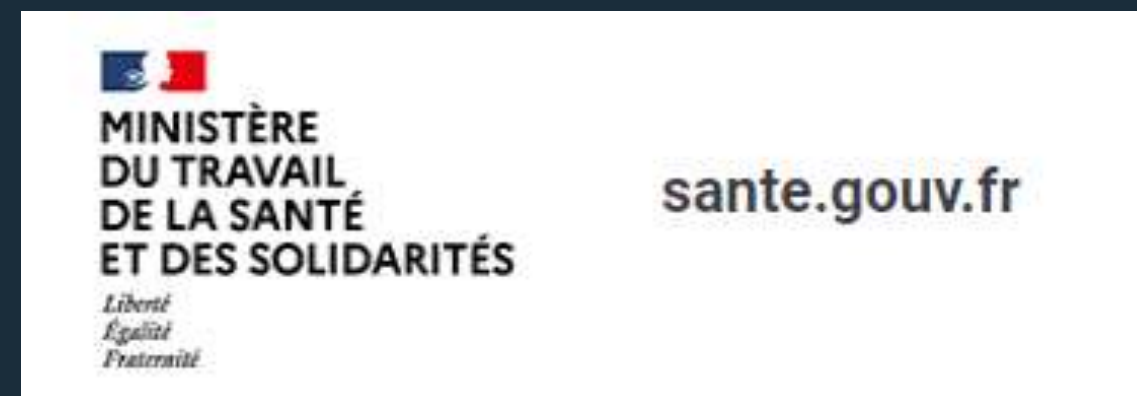 MINISTÈRE
DU TRAVAIL
DE LA SANTÉ
ET DES SOLIDARITÉS
Liberté
Égalité
Fraternité
sante.gouv.fr